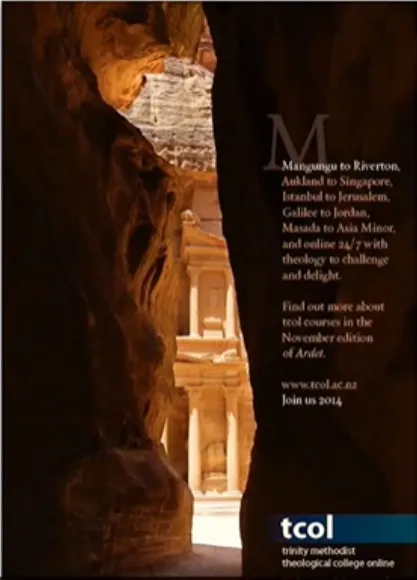 M
Mangungu to Riverton,
Aukland to Singapore,
Istanbul to Jerusalem,
Galilee to Jordan,
Masada to Asia Minor,
and online 24/7 with
theology to challenge
and delight.
Find out more about
tcol courses in the
November edition
of Ardet.
www.tcol.ac.nz
Join us 2014
tcol
trinity methodist
theological college online